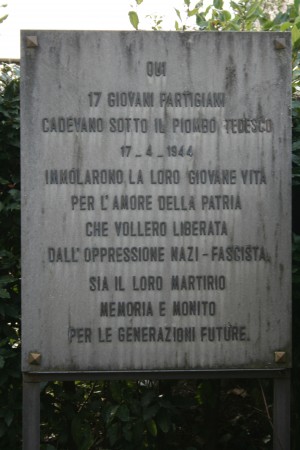 QUI
17 GIOVANI PARTIGIANI
CADEVANO SOTTO IL PIOMBO TEDESCO
17-4-1944
IMMOLARONO LA LORO GIOVANE VITA
PER L'AMORE DELLA PATRIA
CHE VOLLERO LIBERATA
DALL'OPPRESSIONE NAZI-FASCISTA
SIA IL LORO MARTIRIO
MEMORIA E MONITO
PER LE GENERAZIONI FUTURE.